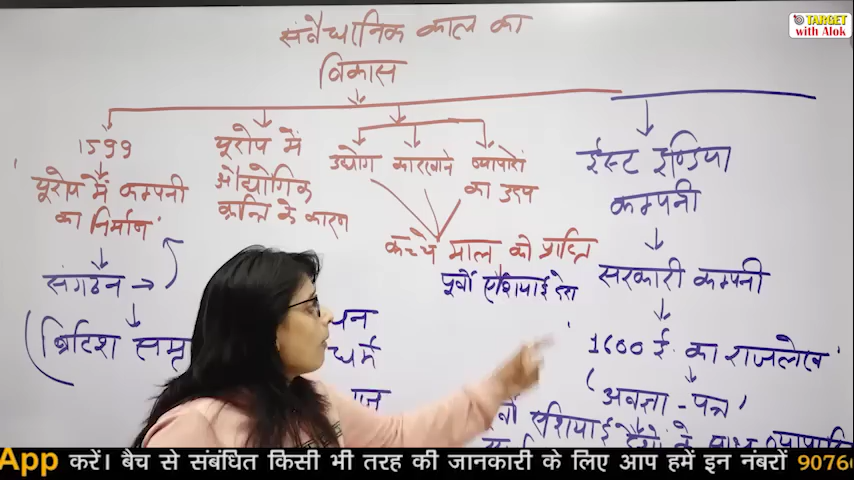 TARGET
with Alok
संवैधानिक काल का
विकास
1599
यूरोप में कम्पनी
का निर्माण
संगठन →
ब्रिटिश
यूरोप में
औद्योगिक
क्रान्ति के कारण
उद्योग कारखाने व्यापारों
का उदय
कच्चे माल की प्राप्ति
पूर्वी एशियाई देश
ईस्ट इण्डिया
कम्पनी
सरकारी कम्पनी
1600 ई. का राजलेख
( अवज्ञा - पत्र
एशियाई देशों के साथ
App करें। बैच से संबंधित किसी भी तरह की जानकारी के लिए आप हमें इन नंबरों 9076